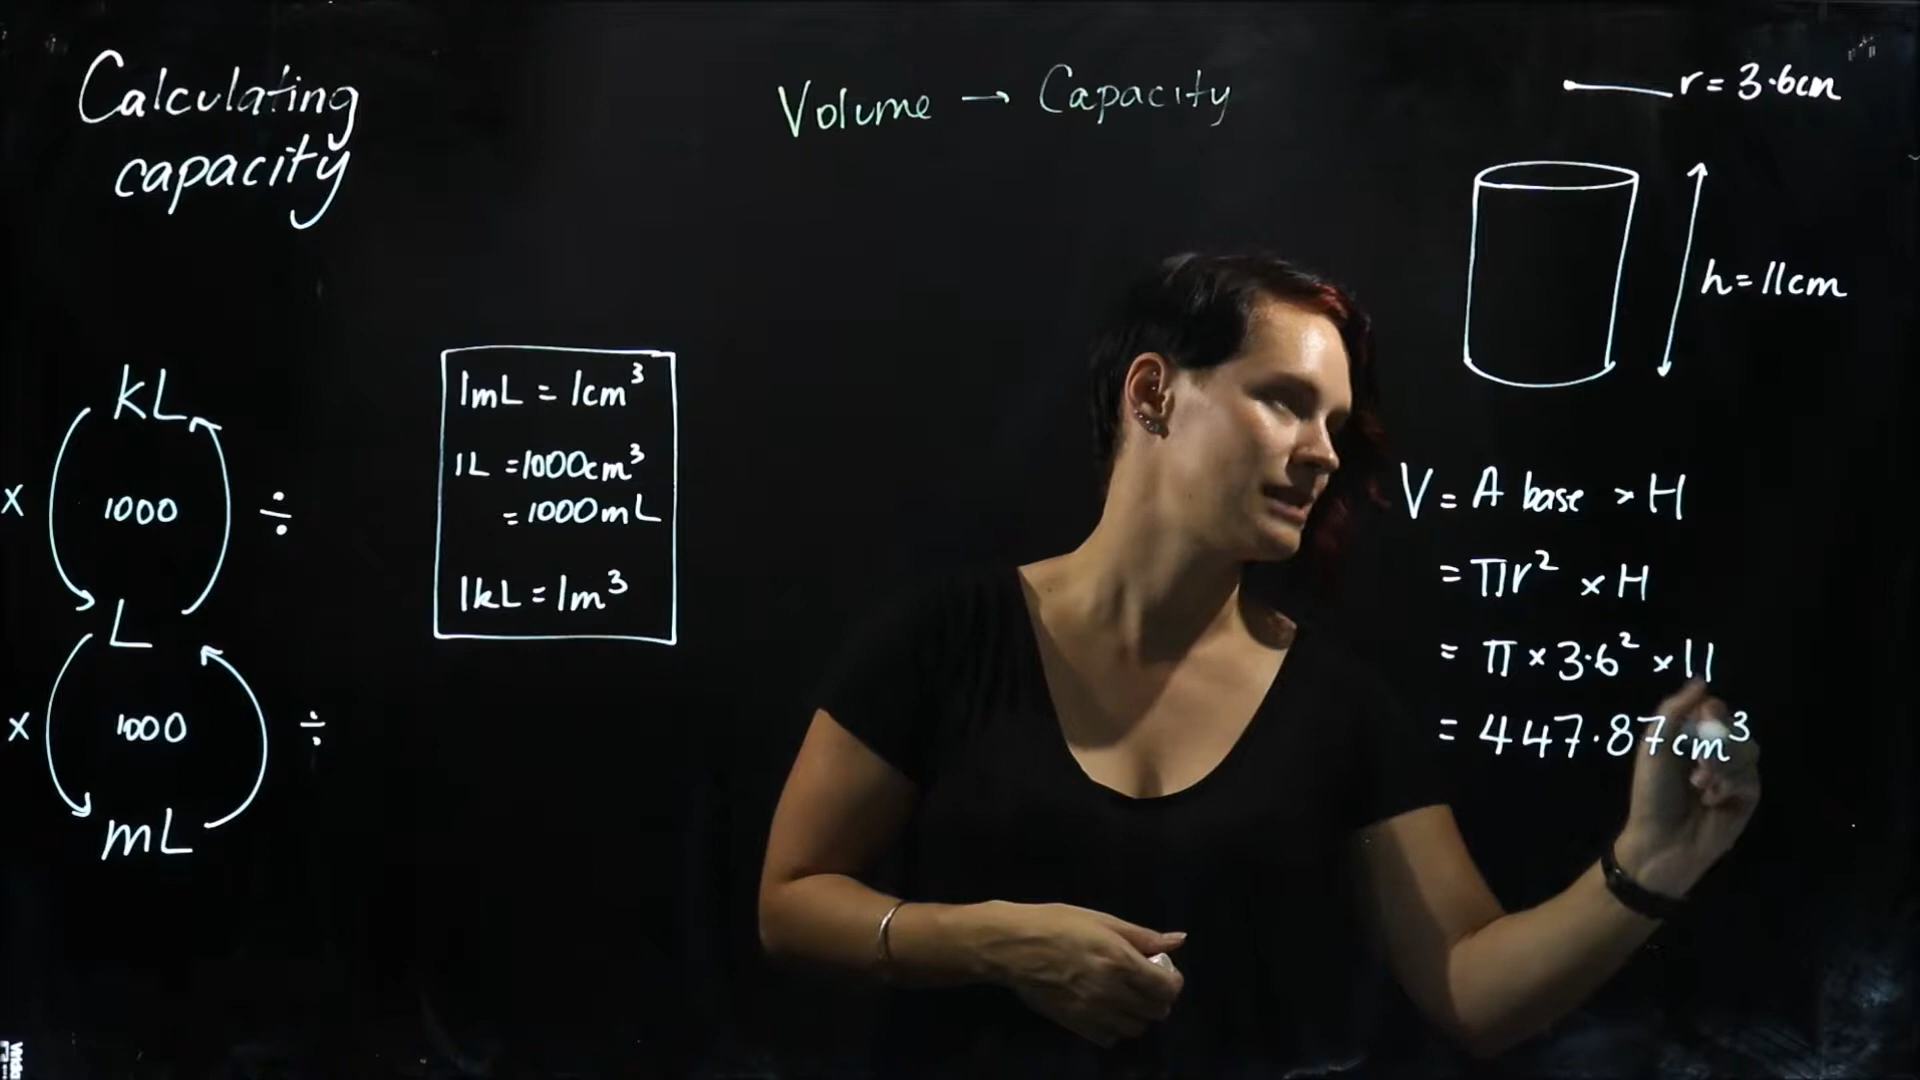 Calculating
capacity
Volume → Capacity
r = 3.6cm
h = 11cm
kL
x 1000 ÷
L
x 1000 ÷
mL
1mL = 1cm³
1L = 1000cm³
= 1000mL
1kL = 1m³
V = A base × H
= πr² × H
= π × 3.6² × 11
= 447.87cm³